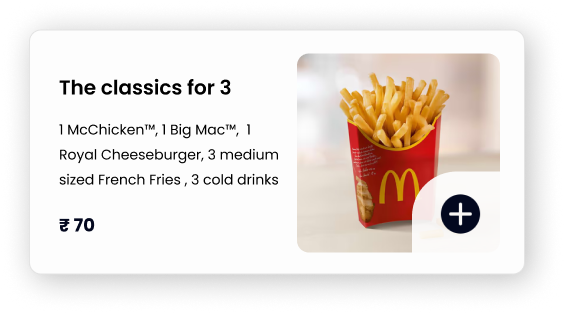 The classics for 3
1 McChicken™, 1 Big Mac™, 1
Royal Cheeseburger, 3 medium
sized French Fries , 3 cold drinks
₹ 70